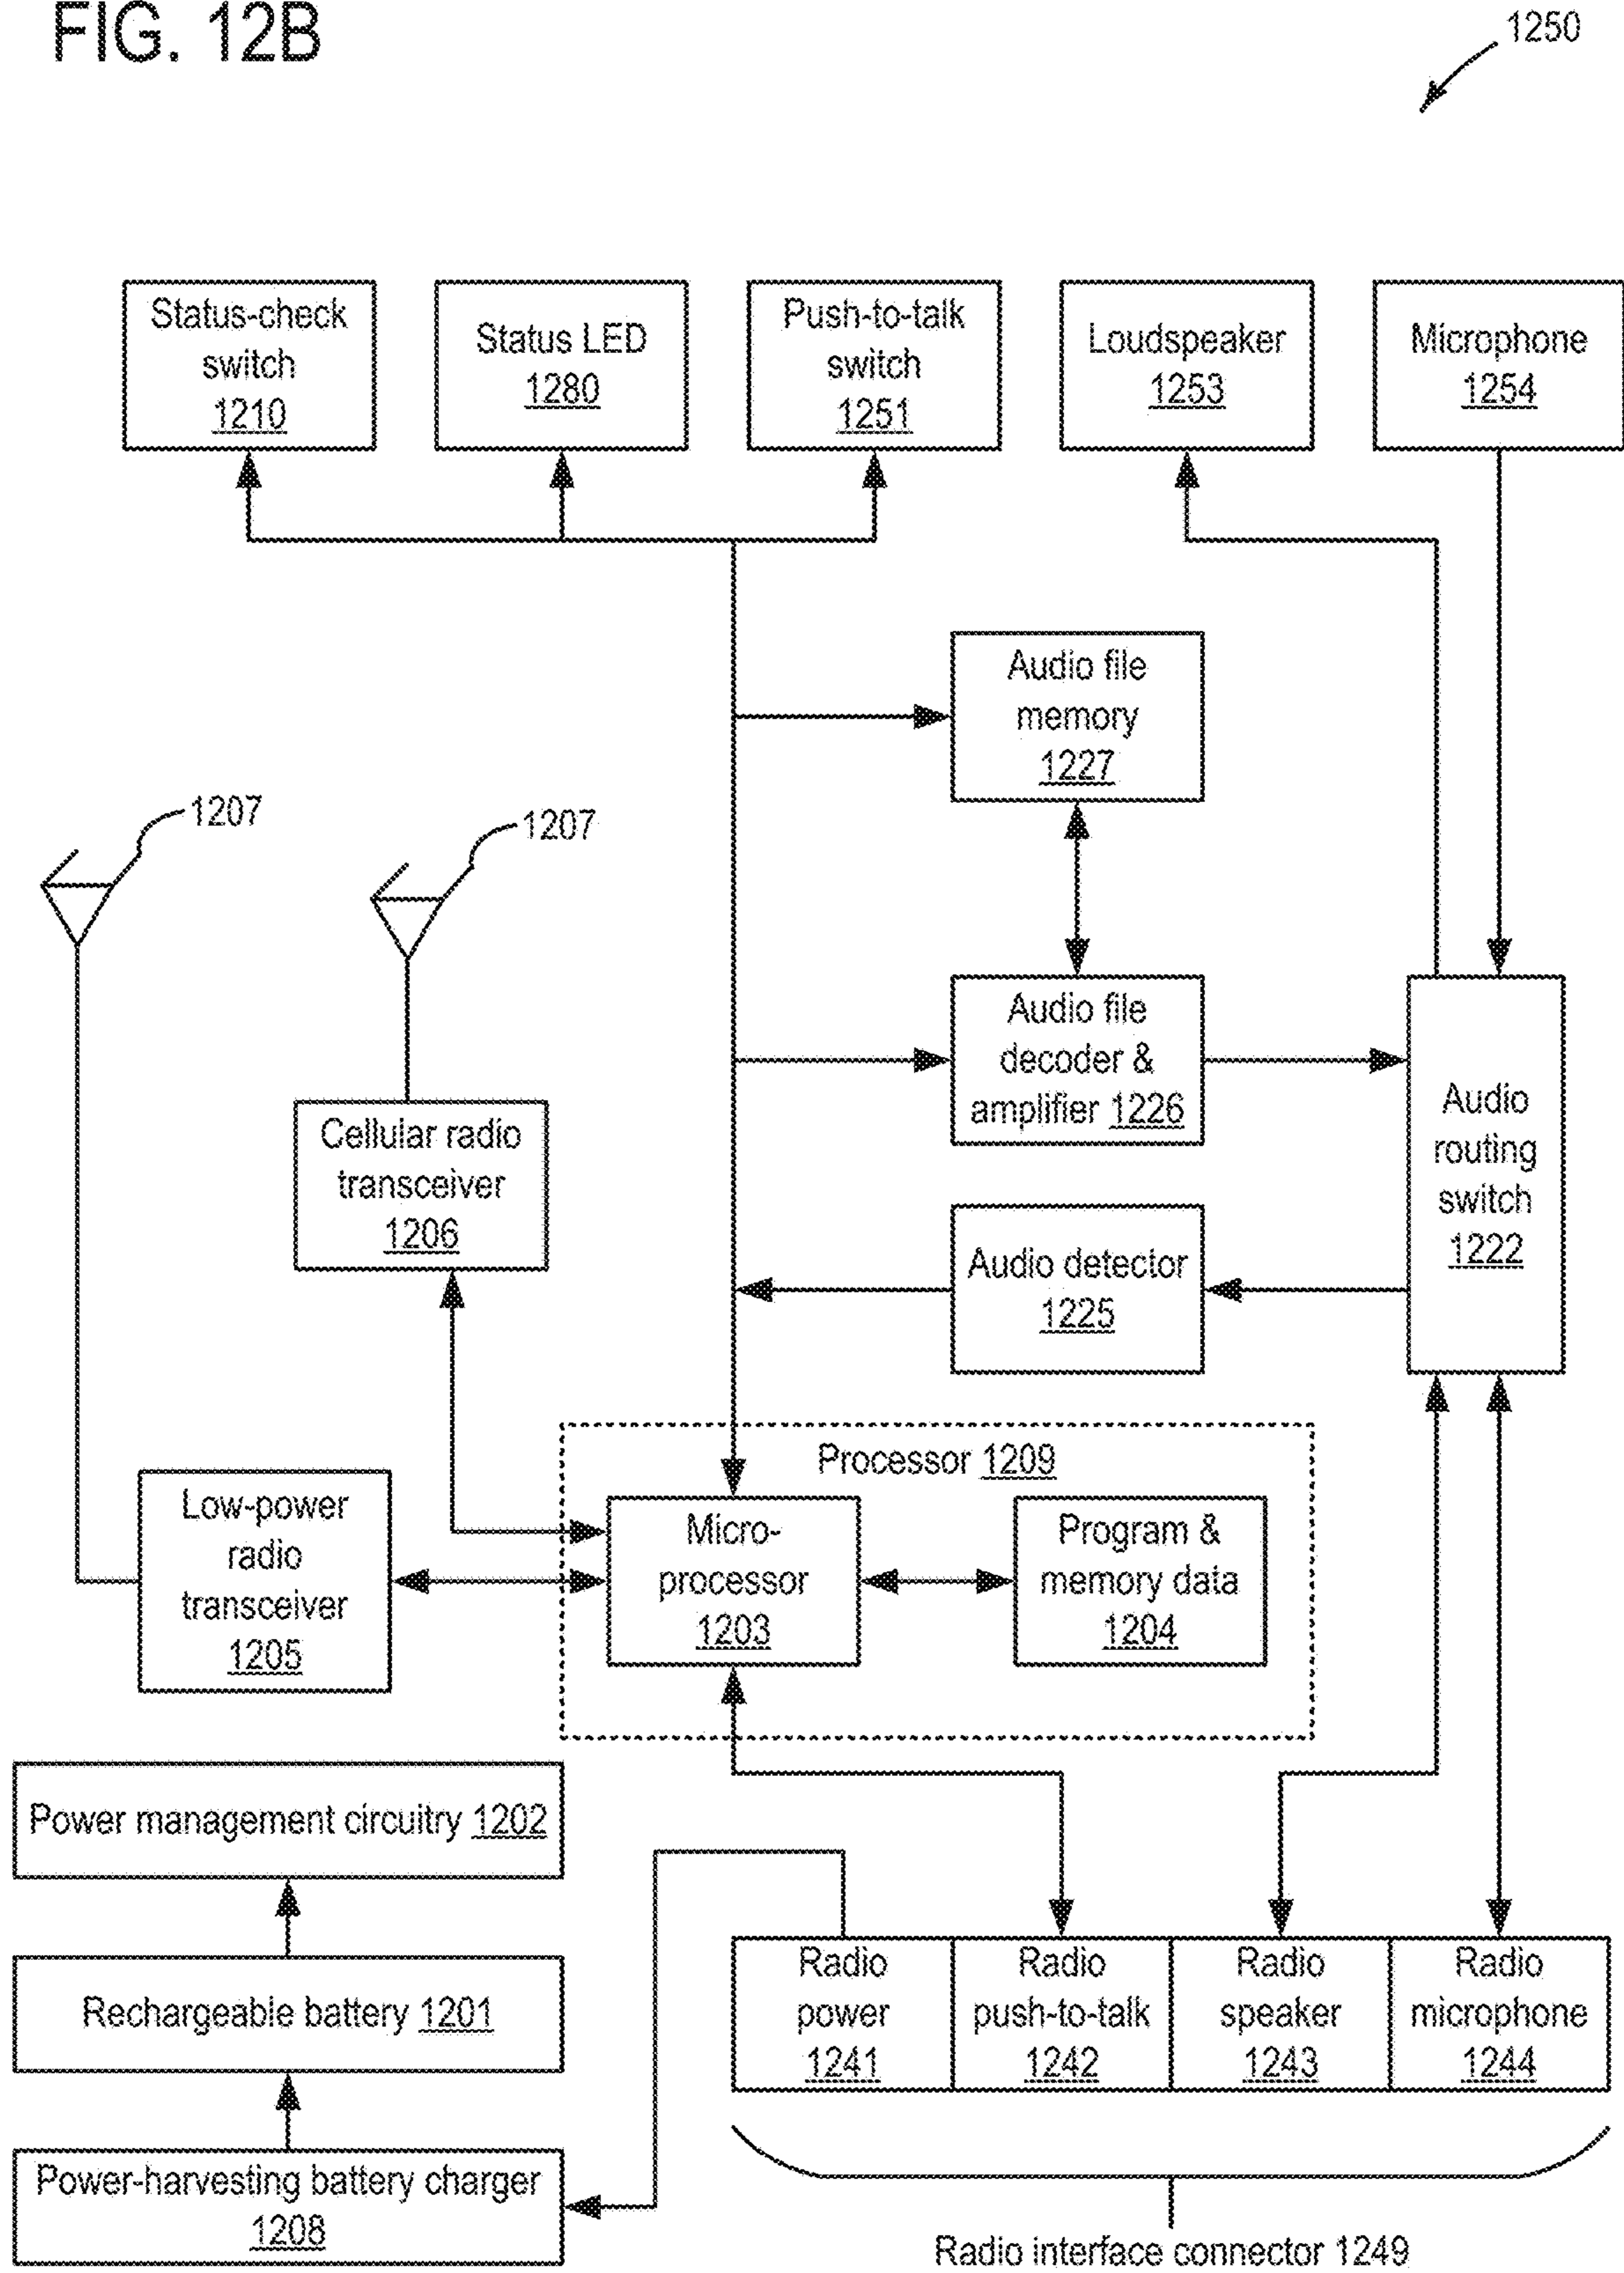 FIG. 12B
1250
Status-check
switch
1210
Status LED
1280
Push-to-talk
switch
1251
Loudspeaker
1253
Microphone
1254
Audio file
memory
1227
1207
1207
Audio file
decoder &
amplifier 1226
Cellular radio
transceiver
1206
Audio
routing
switch
1222
Audio detector
1225
Processor 1209
Low-power
radio
transceiver
1205
Micro-
processor
1203
Program &
memory data
1204
Power management circuitry 1202
Rechargeable battery 1201
Power-harvesting battery charger
1208
Radio
power
1241
Radio
push-to-talk
1242
Radio
speaker
1243
Radio
microphone
1244
Radio interface connector 1249